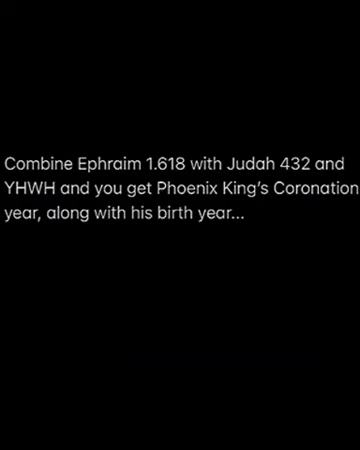 Combine Ephraim 1.618 with Judah 432 and
YHWH and you get Phoenix King's Coronation
year, along with his birth year...